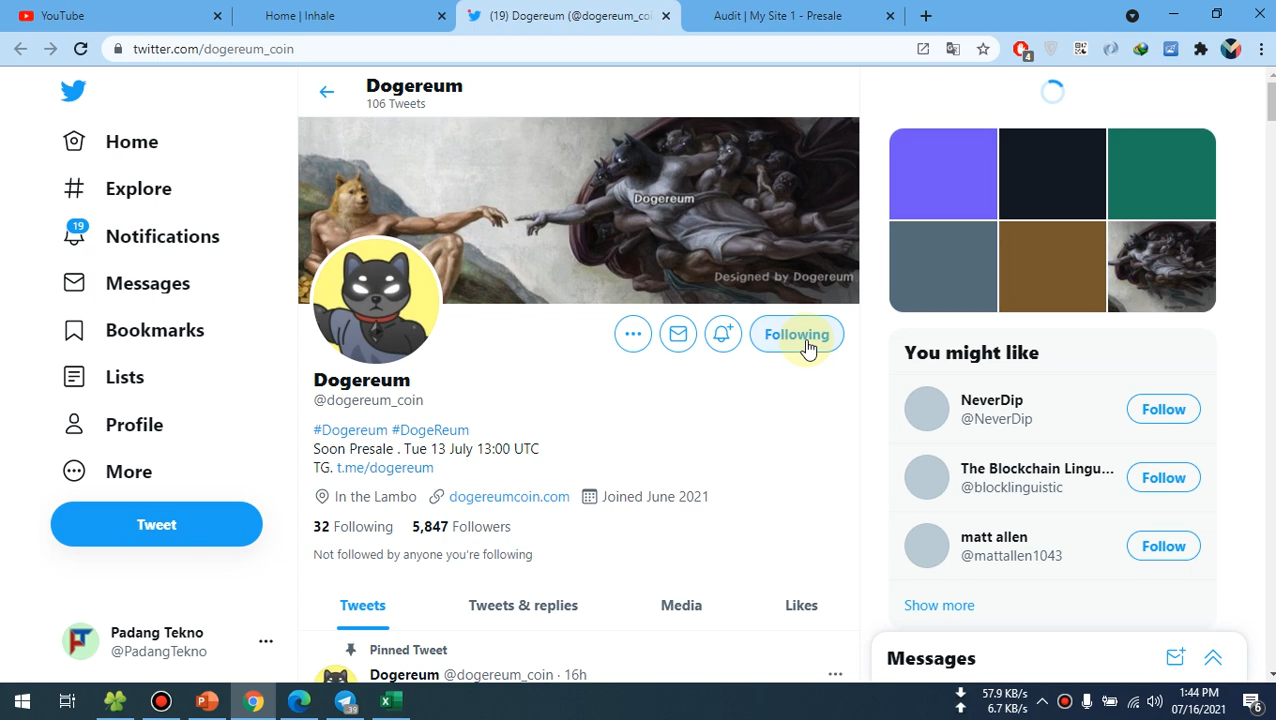 YouTube
Home | Inhale
(19) Dogereum (@dogereum_coi
Audit | My Site 1 - Presale
twitter.com/dogereum_coin
4
Dogereum
106 Tweets
Home
Explore
19
Notifications
Messages
Bookmarks
Lists
Profile
More
Tweet
Padang Tekno
@PadangTekno
Dogereum
Designed by Dogereum
Following
Dogereum
@dogereum_coin
#Dogereum #DogeReum
Soon Presale . Tue 13 July 13:00 UTC
TG. t.me/dogereum
In the Lambo dogereumcoin.com Joined June 2021
32 Following 5,847 Followers
Not followed by anyone you're following
Tweets Tweets & replies Media Likes
Pinned Tweet
Dogereum @dogereum_coin · 16h
You might like
NeverDip
@NeverDip
Follow
The Blockchain Lingu...
@blocklinguistic
Follow
matt allen
@mattallen1043
Follow
Show more
Messages
39
57.9 KB/s
6.7 KB/s
1:44 PM
07/16/2021
6